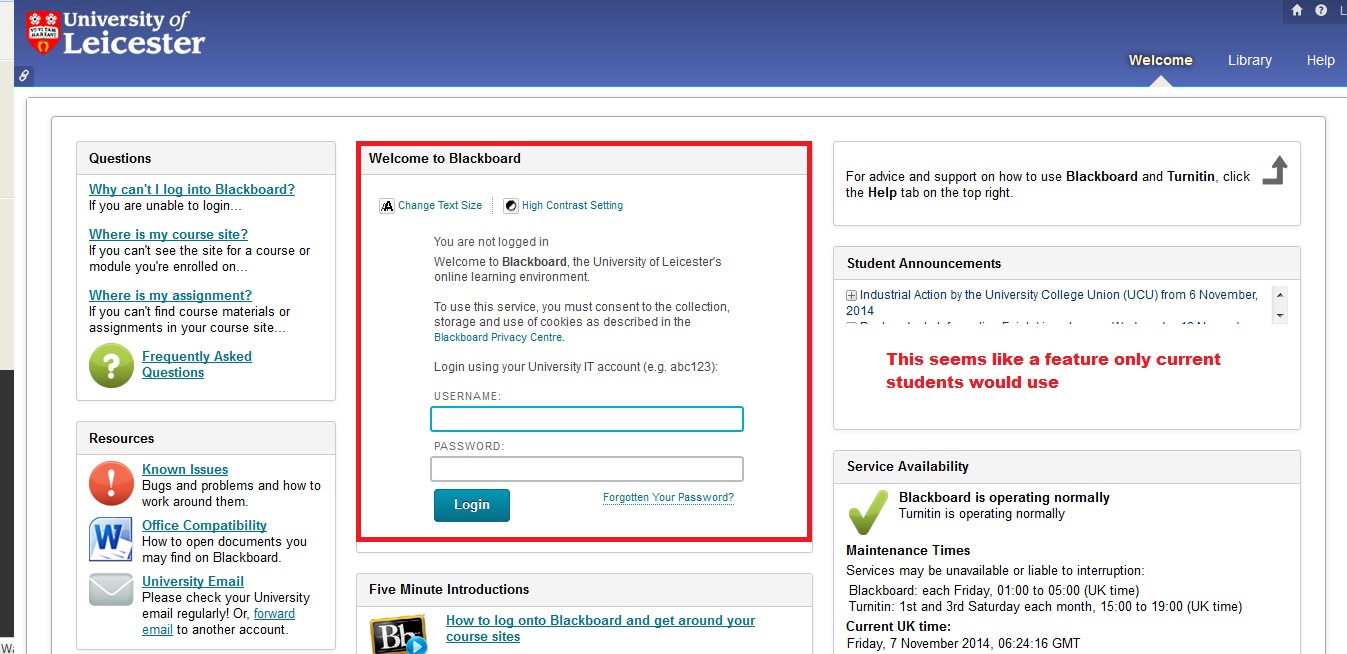 University of
Leicester
VT VITAM
HABEANT
L
Welcome
Library
Help
Questions
Why can't I log into Blackboard?
If you are unable to login...
Where is my course site?
If you can't see the site for a course or
module you're enrolled on...
Where is my assignment?
If you can't find course materials or
assignments in your course site...
Frequently Asked
Questions
Resources
Known Issues
Bugs and problems and how to
work around them.
Office Compatibility
How to open documents you
may find on Blackboard.
University Email
Please check your University
email regularly! Or, forward
email to another account.
Welcome to Blackboard
Change Text Size
High Contrast Setting
You are not logged in
Welcome to Blackboard, the University of Leicester's
online learning environment.
To use this service, you must consent to the collection,
storage and use of cookies as described in the
Blackboard Privacy Centre.
Login using your University IT account (e.g. abc123):
USERNAME:
PASSWORD:
Login
Forgotten Your Password?
Five Minute Introductions
Bb
How to log onto Blackboard and get around your
course sites
For advice and support on how to use Blackboard and Turnitin, click
the Help tab on the top right.
Student Announcements
Industrial Action by the University College Union (UCU) from 6 November,
2014
This seems like a feature only current
students would use
Service Availability
Blackboard is operating normally
Turnitin is operating normally
Maintenance Times
Services may be unavailable or liable to interruption:
Blackboard: each Friday, 01:00 to 05:00 (UK time)
Turnitin: 1st and 3rd Saturday each month, 15:00 to 19:00 (UK time)
Current UK time:
Friday, 7 November 2014, 06:24:16 GMT